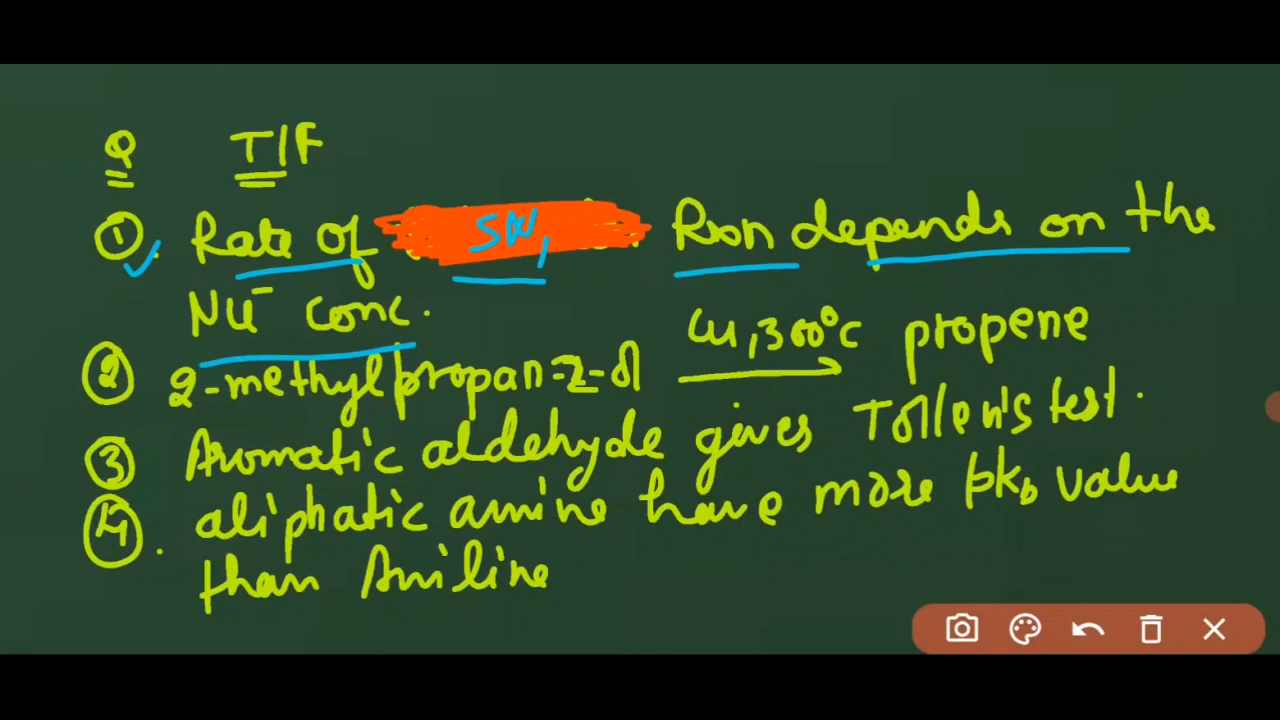 Q T/F
① Rate of SN1 Rxn depends on the
Nu⁻ conc.
② 2-methylpropan-2-ol Cu, 300°C propene
③ Aromatic aldehyde gives Tollen's test.
④. aliphatic amine have more pkb value
than Aniline